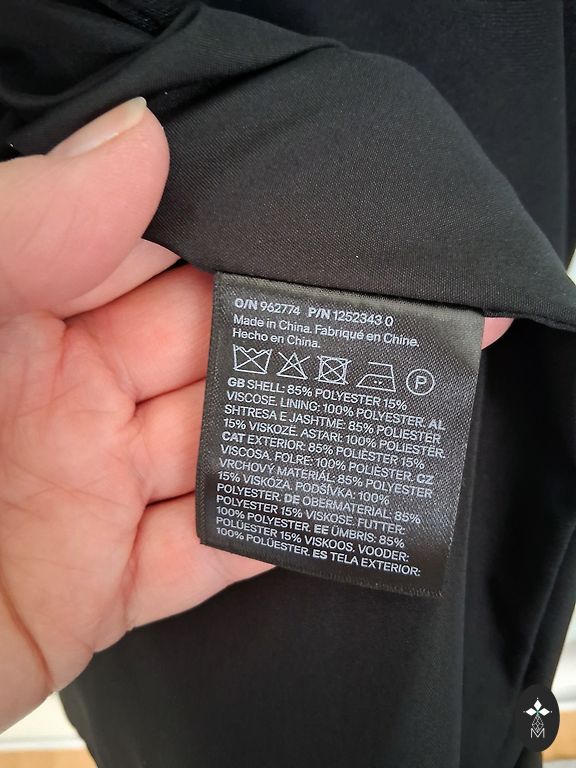 O/N 962774 P/N 1252343 0
Made in China. Fabriqué en Chine.
Hecho en China.
P
GB SHELL: 85% POLYESTER 15%
VISCOSE. LINING: 100% POLYESTER. AL
SHTRESA E JASHTME: 85% POLIESTËR
15% VISKOZË. ASTARI: 100% POLIESTËR.
CAT EXTERIOR: 85% POLIÈSTER 15%
VISCOSA. FOLRE: 100% POLIÈSTER. CZ
VRCHOVÝ MATERIÁL: 85% POLYESTER
15% VISKÓZA. PODŠÍVKA: 100%
POLYESTER. DE OBERMATERIAL: 85%
POLYESTER 15% VISKOSE. FUTTER:
100% POLYESTER. EE ÜMBRIS: 85%
POLÜESTER 15% VISKOOS. VOODER:
100% POLÜESTER. ES TELA EXTERIOR:
M